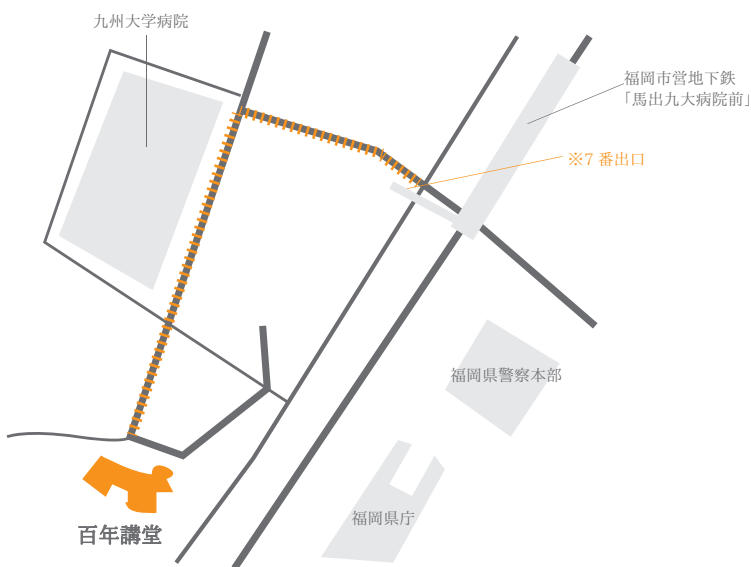 九州大学病院
福岡市営地下鉄
「馬出九大病院前」
※7 番出口
福岡県警察本部
福岡県庁
百年講堂